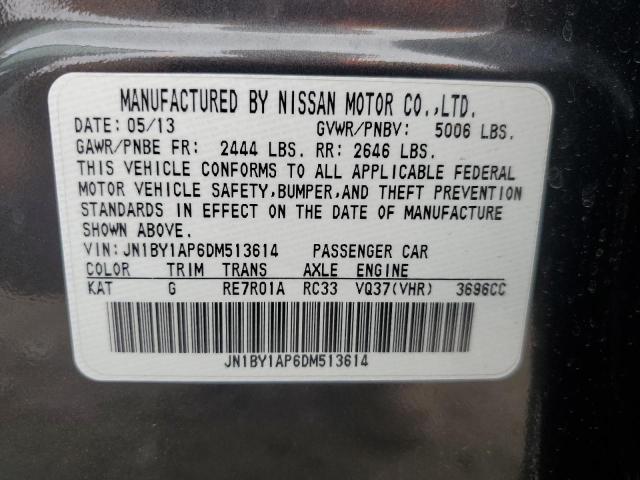 MANUFACTURED BY NISSAN MOTOR CO.,LTD.
DATE: 05/13 GVWR/PNBV: 5006 LBS.
GAWR/PNBE FR: 2444 LBS. RR: 2646 LBS.
THIS VEHICLE CONFORMS TO ALL APPLICABLE FEDERAL
MOTOR VEHICLE SAFETY,BUMPER,AND THEFT PREVENTION
STANDARDS IN EFFECT ON THE DATE OF MANUFACTURE
SHOWN ABOVE.
VIN: JN1BY1AP6DM513614 PASSENGER CAR
COLOR TRIM TRANS AXLE ENGINE
KAT G RE7R01A RC33 VQ37(VHR) 3696CC
JN1BY1AP6DM513614